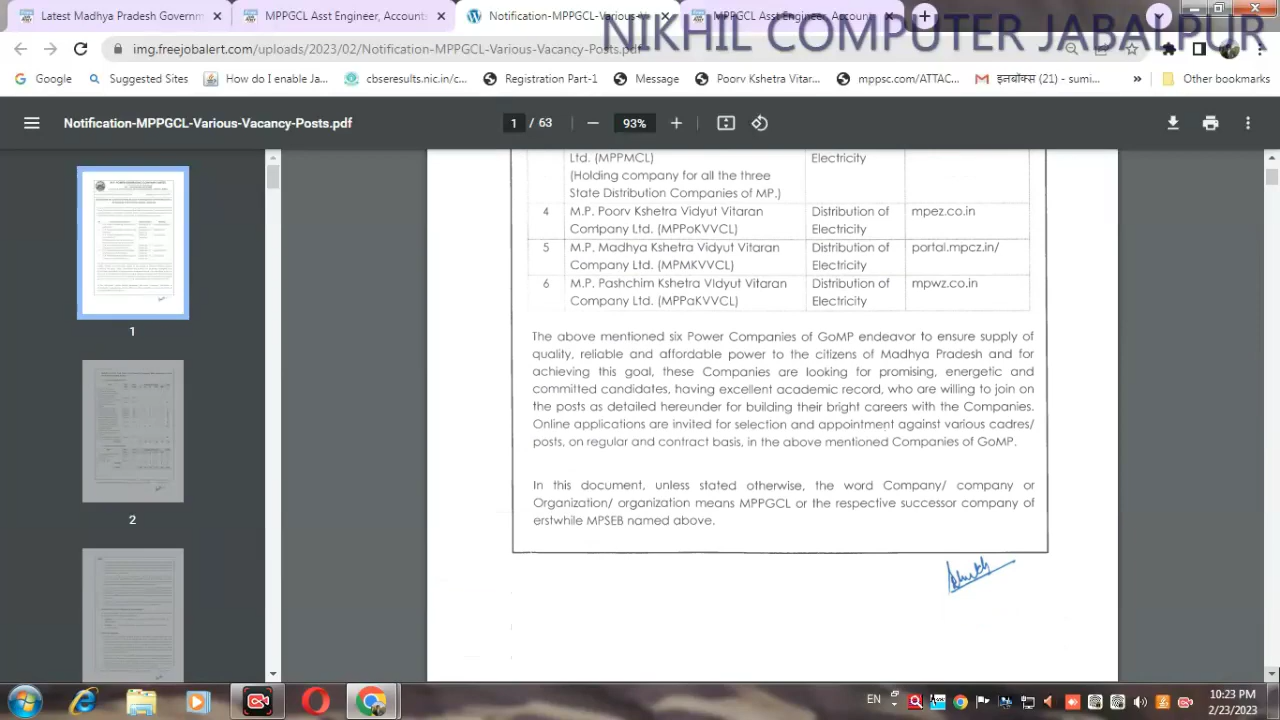 Latest Madhya Pradesh Governm
MPPGCL Asst Engineer, Account
Notification-MPPGCL-Various-V
MPPGCL Asst Engineer, Accoun
NIKHIL COMPUTER JABALPUR
img.freejobalert.com/uploads/2023/02/Notification-MPPGCL-Various-Vacancy-Posts.pdf
Google
Suggested Sites
How do I enable Ja...
cbseresults.nic.in/c...
Registration Part-1
Message
Poorv Kshetra Vitar...
mppsc.com/ATTAC...
इनबॉक्स (21) - sumi...
»
Other bookmarks
Notification-MPPGCL-Various-Vacancy-Posts.pdf
1 / 63
93%
Ltd. (MPPMCL)
(Holding company for all the three
State Distribution Companies of MP.)
Electricity
4 M.P. Poorv Kshetra Vidyut Vitaran Distribution of mpez.co.in
Company Ltd. (MPPoKVVCL) Electricity
5 M.P. Madhya Kshetra Vidyut Vitaran Distribution of portal.mpcz.in/
Company Ltd. (MPMKVVCL) Electricity
6 M.P. Pashchim Kshetra VIdyut Vitaran Distribution of mpwz.co.in
Company Ltd. (MPPaKVVCL) Electricity
The above mentioned six Power Companies of GoMP endeavor to ensure supply of
quality, reliable and affordable power to the citizens of Madhya Pradesh and for
achieving this goal, these Companies are looking for promising, energetic and
committed candidates, having excellent academic record, who are willing to join on
the posts as detailed hereunder for building their bright careers with the Companies.
Online applications are invited for selection and appointment against various cadres/
posts, on regular and contract basis, in the above mentioned Companies of GoMP.
In this document, unless stated otherwise, the word Company/ company or
Organization/ organization means MPPGCL or the respective successor company of
erstwhile MPSEB named above.
1
2
EN
10:23 PM
2/23/2023